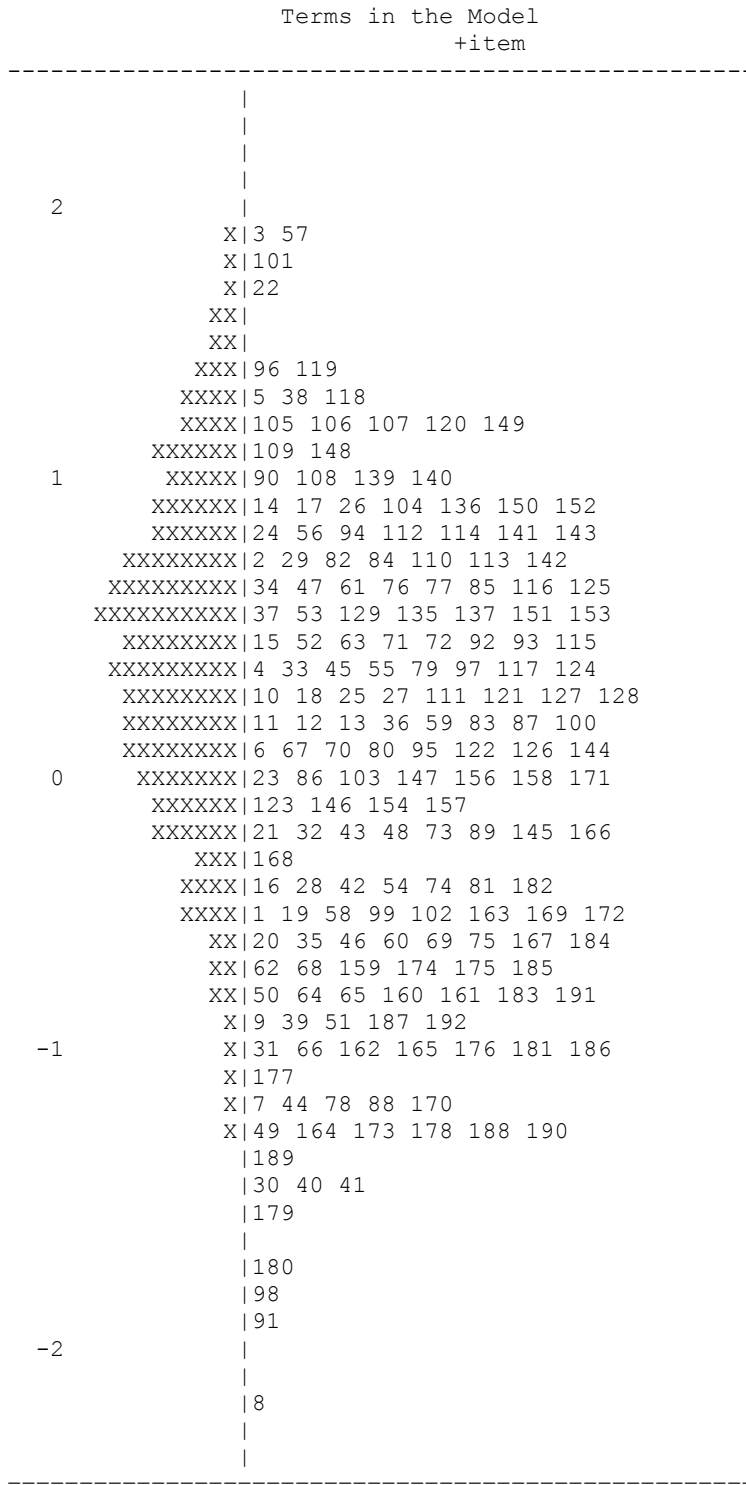 Terms in the Model
                               +item
----------------------------------------------------
                |
                |
                |
                |
   2            |
               X|3 57
               X|101
               X|22
              XX|
              XX|
             XXX|96 119
            XXXX|5 38 118
            XXXX|105 106 107 120 149
          XXXXXX|109 148
   1       XXXXX|90 108 139 140
          XXXXXX|14 17 26 104 136 150 152
          XXXXXX|24 56 94 112 114 141 143
        XXXXXXXX|2 29 82 84 110 113 142
       XXXXXXXXX|34 47 61 76 77 85 116 125
      XXXXXXXXXX|37 53 129 135 137 151 153
        XXXXXXXX|15 52 63 71 72 92 93 115
       XXXXXXXXX|4 33 45 55 79 97 117 124
        XXXXXXXX|10 18 25 27 111 121 127 128
        XXXXXXXX|11 12 13 36 59 83 87 100
        XXXXXXXX|6 67 70 80 95 122 126 144
   0     XXXXXXX|23 86 103 147 156 158 171
          XXXXXX|123 146 154 157
          XXXXXX|21 32 43 48 73 89 145 166
             XXX|168
            XXXX|16 28 42 54 74 81 182
            XXXX|1 19 58 99 102 163 169 172
              XX|20 35 46 60 69 75 167 184
              XX|62 68 159 174 175 185
              XX|50 64 65 160 161 183 191
               X|9 39 51 187 192
  -1           X|31 66 162 165 176 181 186
               X|177
               X|7 44 78 88 170
               X|49 164 173 178 188 190
                |189
                |30 40 41
                |179
                |
                |180
                |98
                |91
  -2            |
                |
                |8
                |
                |
----------------------------------------------------